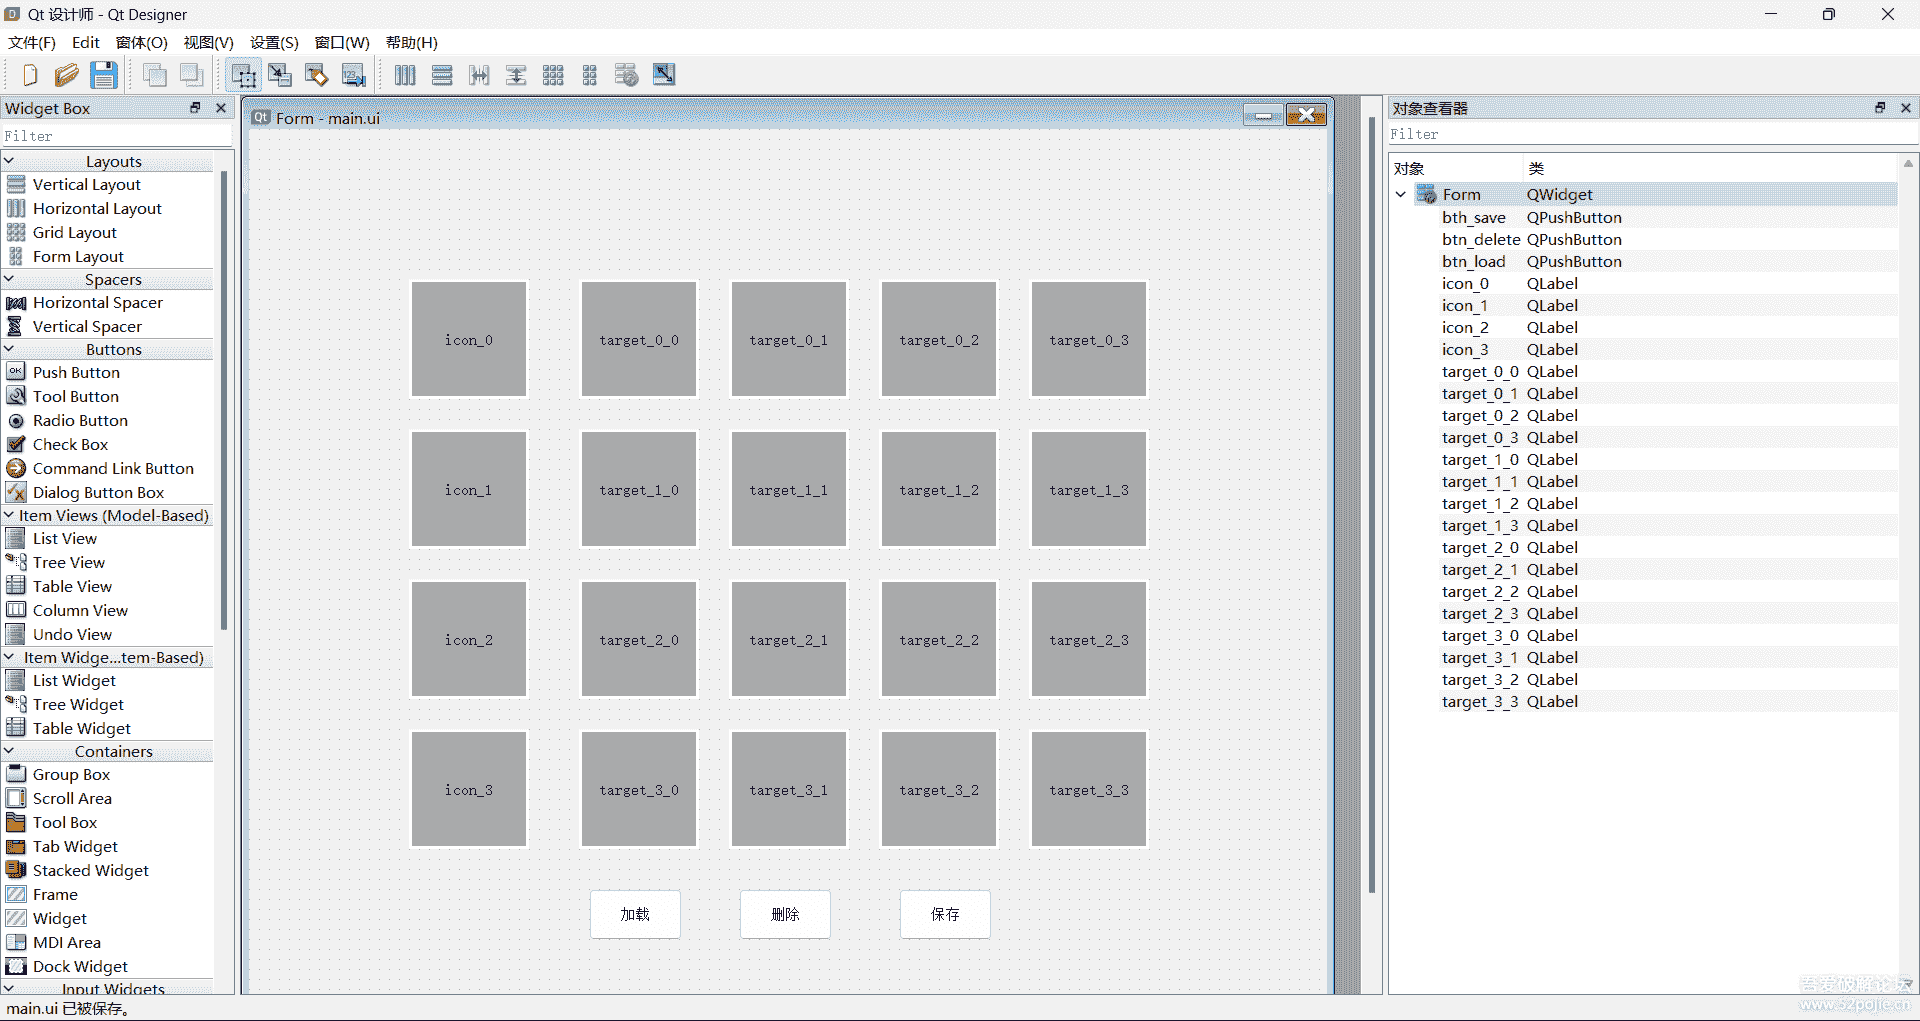 Qt 设计师 - Qt Designer
文件(F) Edit 窗体(O) 视图(V) 设置(S) 窗口(W) 帮助(H)
Widget Box
Filter
Layouts
Vertical Layout
Horizontal Layout
Grid Layout
Form Layout
Spacers
Horizontal Spacer
Vertical Spacer
Buttons
Push Button
Tool Button
Radio Button
Check Box
Command Link Button
Dialog Button Box
Item Views (Model-Based)
List View
Tree View
Table View
Column View
Undo View
Item Widge...tem-Based)
List Widget
Tree Widget
Table Widget
Containers
Group Box
Scroll Area
Tool Box
Tab Widget
Stacked Widget
Frame
Widget
MDI Area
Dock Widget
Input Widgets
Form - main.ui
icon_0 target_0_0 target_0_1 target_0_2 target_0_3
icon_1 target_1_0 target_1_1 target_1_2 target_1_3
icon_2 target_2_0 target_2_1 target_2_2 target_2_3
icon_3 target_3_0 target_3_1 target_3_2 target_3_3
加载 删除 保存
对象查看器
Filter
对象 类
Form QWidget
bth_save QPushButton
btn_delete QPushButton
btn_load QPushButton
icon_0 QLabel
icon_1 QLabel
icon_2 QLabel
icon_3 QLabel
target_0_0 QLabel
target_0_1 QLabel
target_0_2 QLabel
target_0_3 QLabel
target_1_0 QLabel
target_1_1 QLabel
target_1_2 QLabel
target_1_3 QLabel
target_2_0 QLabel
target_2_1 QLabel
target_2_2 QLabel
target_2_3 QLabel
target_3_0 QLabel
target_3_1 QLabel
target_3_2 QLabel
target_3_3 QLabel
main.ui 已被保存。
吾爱破解论坛
www.52pojie.cn